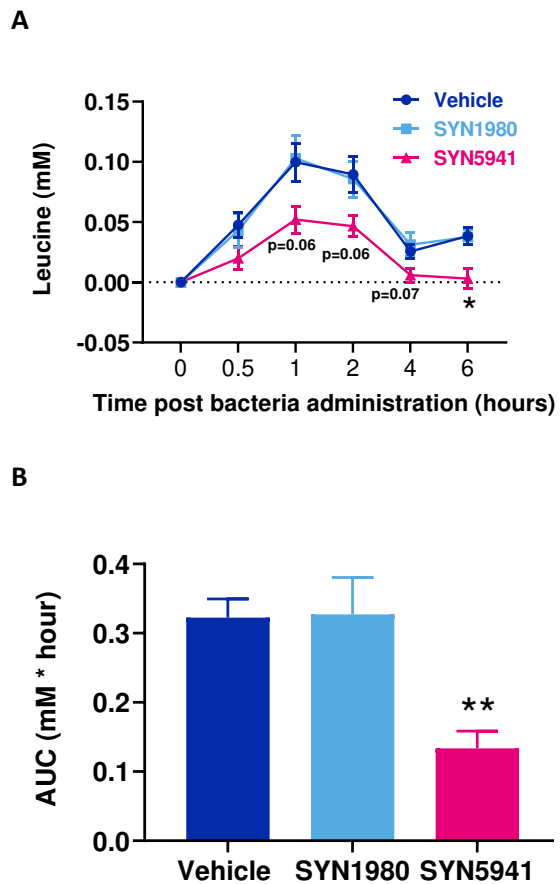 A
Vehicle
SYN1980
SYN5941
0.15
0.10
0.05
0.00
-0.05
Leucine (mM)
p=0.06
p=0.06
p=0.07
*
0 0.5 1 2 4 6
Time post bacteria administration (hours)
B
0.4
0.3
0.2
0.1
0.0
AUC (mM * hour)
**
Vehicle SYN1980 SYN5941